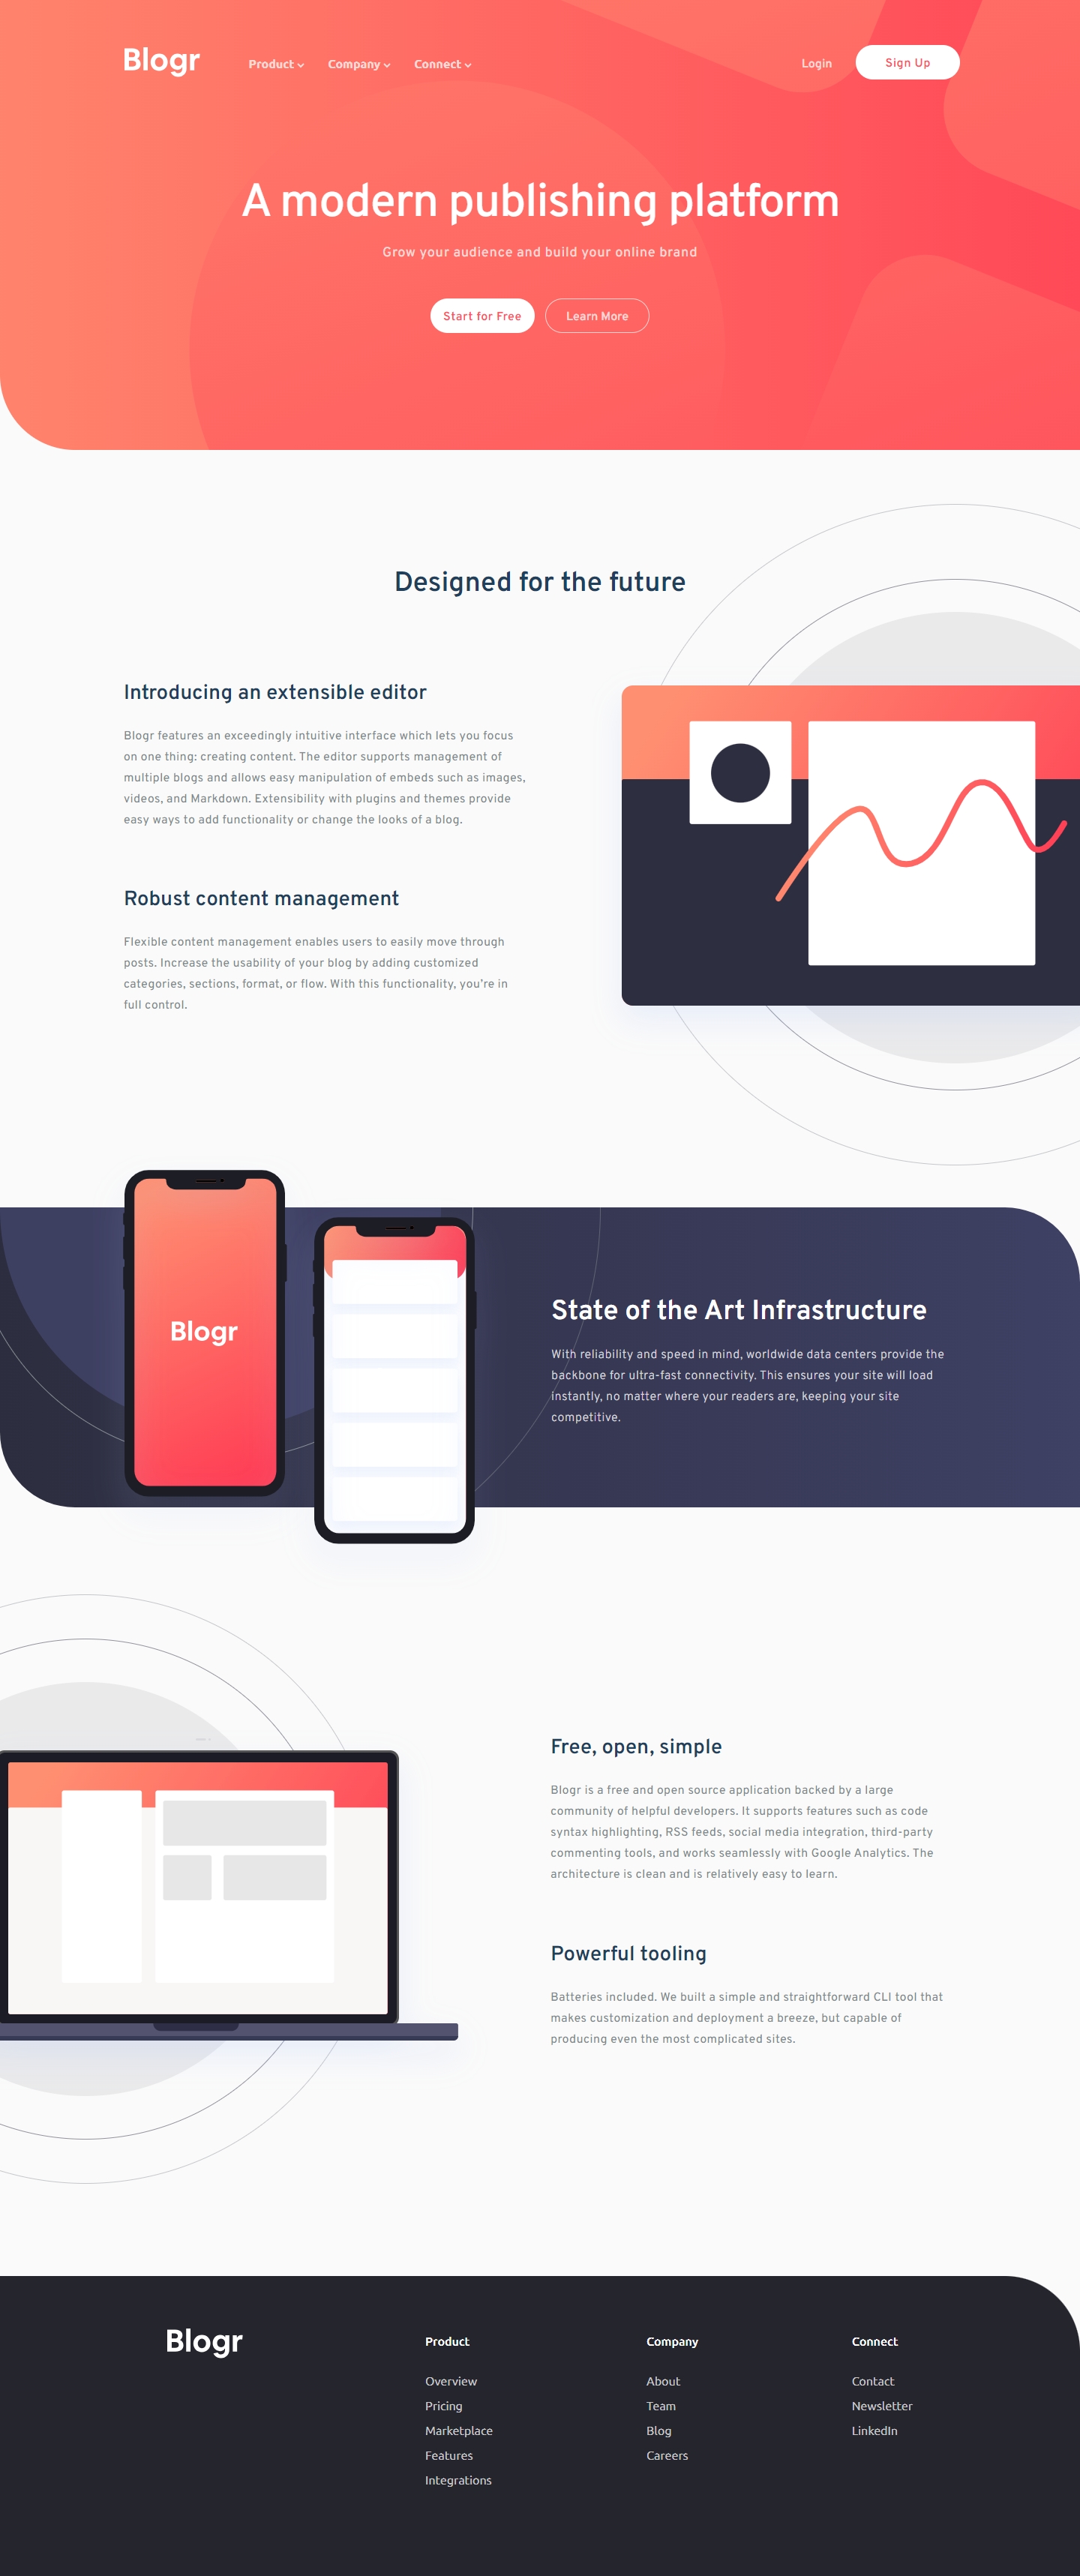 Blogr Product Company Connect Login Sign Up
A modern publishing platform
Grow your audience and build your online brand
Start for Free Learn More
Designed for the future
Introducing an extensible editor
Blogr features an exceedingly intuitive interface which lets you focus
on one thing: creating content. The editor supports management of
multiple blogs and allows easy manipulation of embeds such as images,
videos, and Markdown. Extensibility with plugins and themes provide
easy ways to add functionality or change the looks of a blog.
Robust content management
Flexible content management enables users to easily move through
posts. Increase the usability of your blog by adding customized
categories, sections, format, or flow. With this functionality, you're in
full control.
Blogr
State of the Art Infrastructure
With reliability and speed in mind, worldwide data centers provide the
backbone for ultra-fast connectivity. This ensures your site will load
instantly, no matter where your readers are, keeping your site
competitive.
Free, open, simple
Blogr is a free and open source application backed by a large
community of helpful developers. It supports features such as code
syntax highlighting, RSS feeds, social media integration, third-party
commenting tools, and works seamlessly with Google Analytics. The
architecture is clean and is relatively easy to learn.
Powerful tooling
Batteries included. We built a simple and straightforward CLI tool that
makes customization and deployment a breeze, but capable of
producing even the most complicated sites.
Blogr
Product
Overview
Pricing
Marketplace
Features
Integrations
Company
About
Team
Blog
Careers
Connect
Contact
Newsletter
LinkedIn